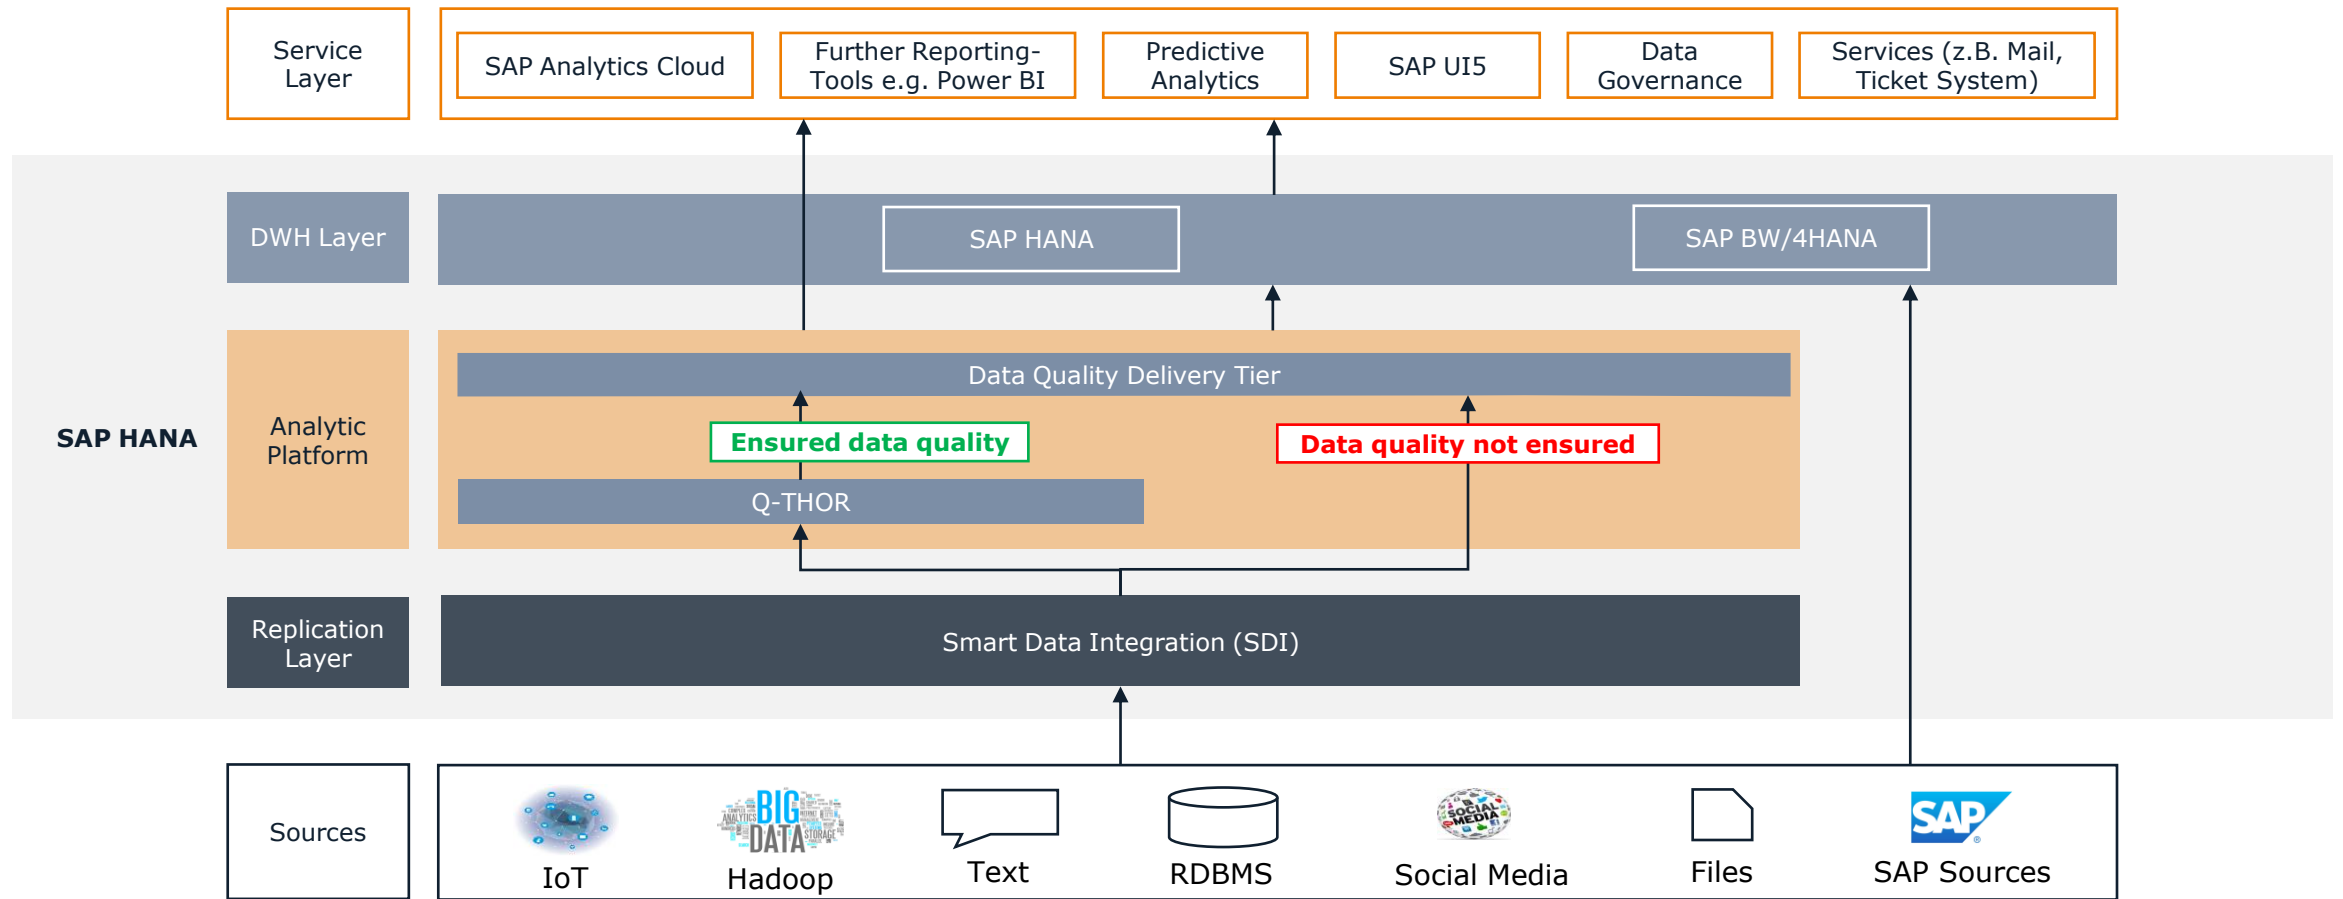 Service
Layer
SAP Analytics Cloud
Further Reporting-
Tools e.g. Power BI
Predictive
Analytics
SAP UI5
Data
Governance
Services (z.B. Mail,
Ticket System)
DWH Layer
SAP HANA
SAP BW/4HANA
SAP HANA
Analytic
Platform
Data Quality Delivery Tier
Ensured data quality
Data quality not ensured
Q-THOR
Replication
Layer
Smart Data Integration (SDI)
Sources
IoT
BIG
DATA
ANALYTICS
STORAGE
Hadoop
Text
RDBMS
SOCIAL
MEDIA
Social Media
Files
SAP
®
SAP Sources